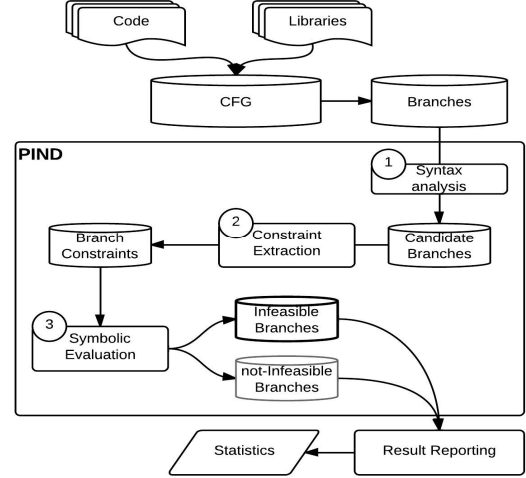 Code
Libraries
CFG
Branches
PIND
1
Syntax
analysis
2
Constraint
Extraction
Branch
Constraints
Candidate
Branches
3
Symbolic
Evaluation
Infeasible
Branches
not-Infeasible
Branches
Statistics
Result Reporting